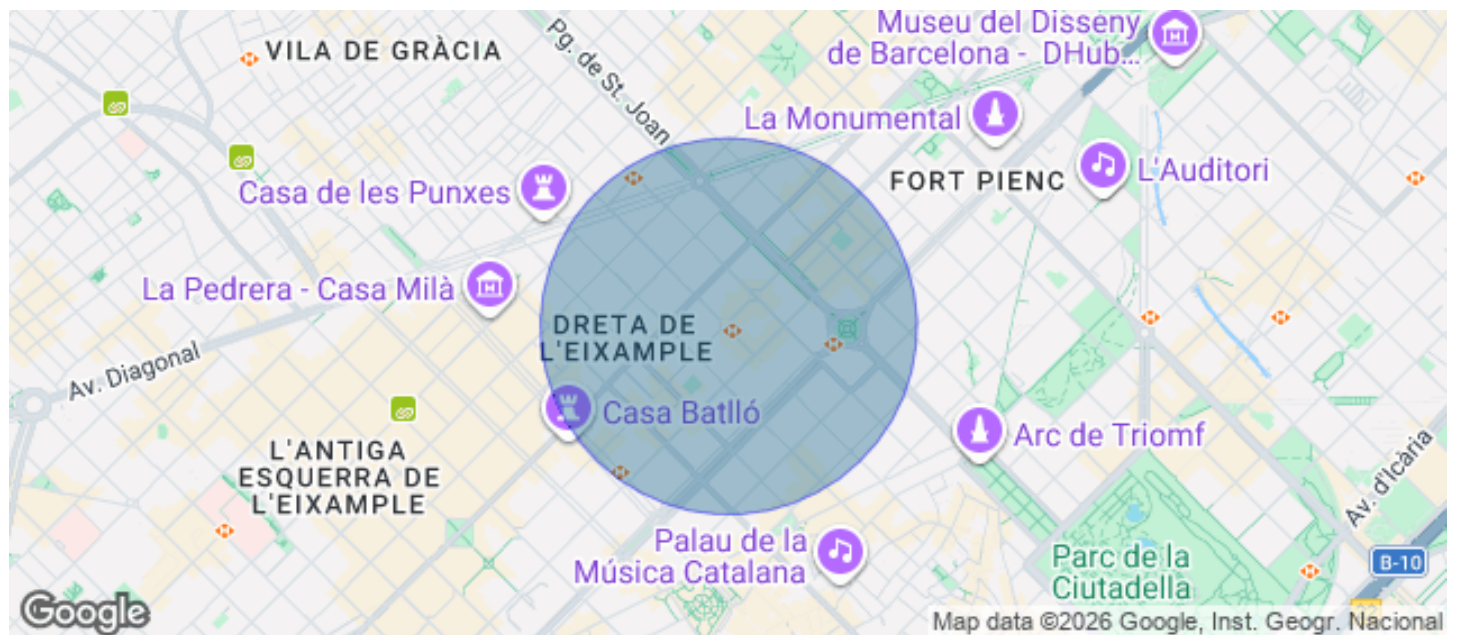 Museu del Disseny
de Barcelona - DHub...
VILA DE GRÀCIA
Pg. de St. Joan
La Monumental
L'Auditori
FORT PIENC
Casa de les Punxes
La Pedrera - Casa Milà
DRETA DE
L'EIXAMPLE
Av. Diagonal
Casa Batlló
Arc de Triomf
L'ANTIGA
ESQUERRA DE
L'EIXAMPLE
Av. d'Icària
Palau de la
Música Catalana
Parc de la
Ciutadella
B-10
Google
Map data ©2026 Google, Inst. Geogr. Nacional